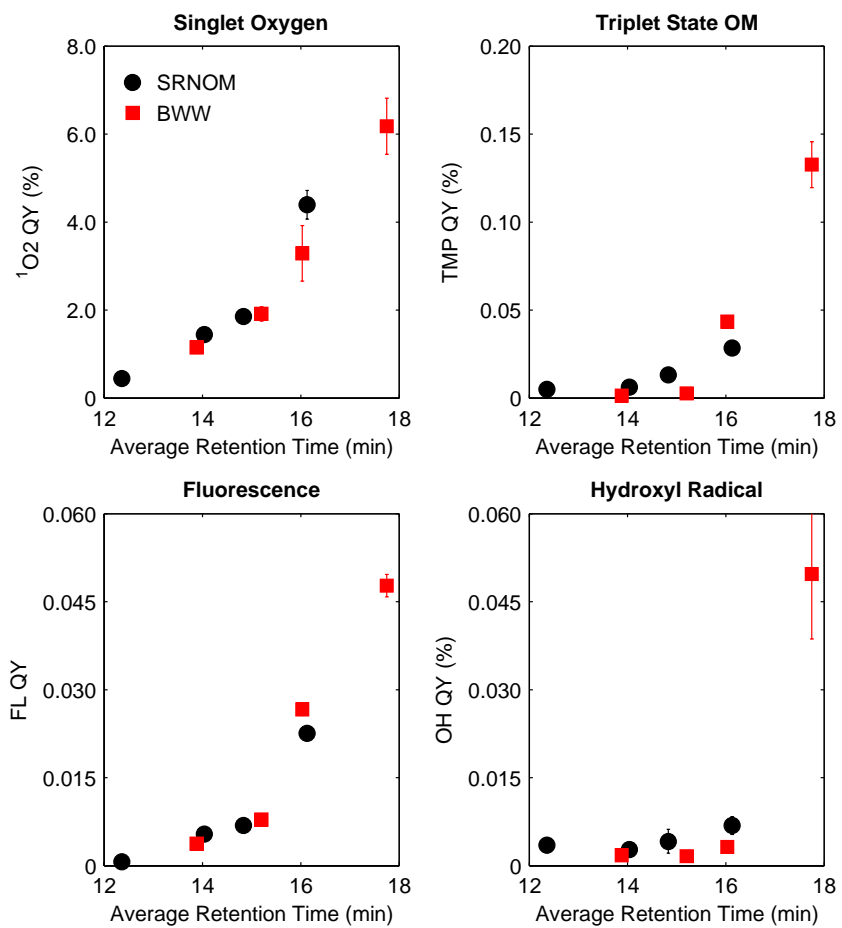 Singlet Oxygen
8.0
6.0
4.0
2.0
0
12
14
16
18
¹O2 QY (%)
Average Retention Time (min)
SRNOM
BWW
Triplet State OM
0.20
0.15
0.10
0.05
0
12
14
16
18
TMP QY (%)
Average Retention Time (min)
Fluorescence
0.060
0.045
0.030
0.015
0
12
14
16
18
FL QY
Average Retention Time (min)
Hydroxyl Radical
0.060
0.045
0.030
0.015
0
12
14
16
18
OH QY (%)
Average Retention Time (min)